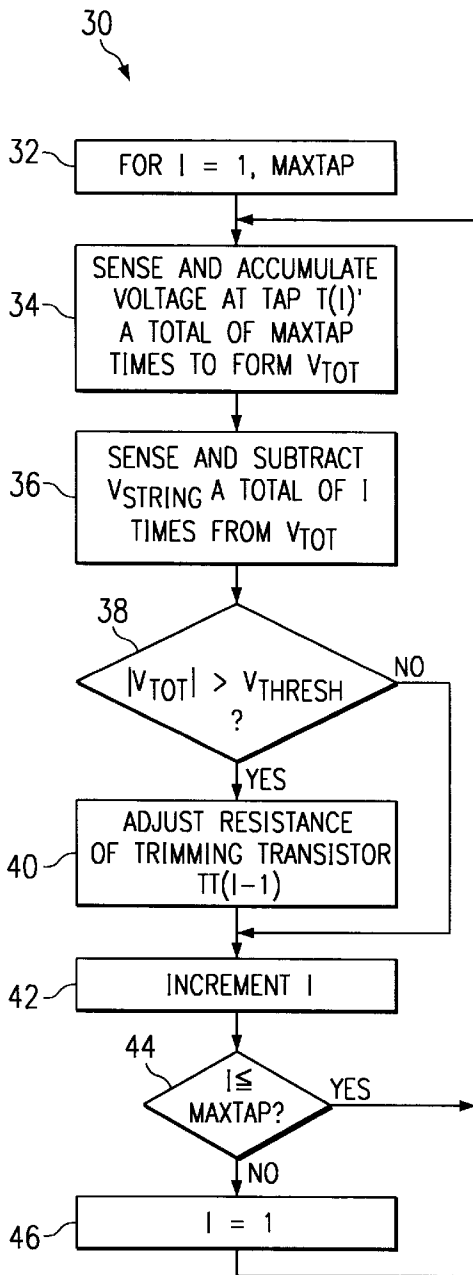 30
32
FOR I = 1, MAXTAP
34
SENSE AND ACCUMULATE
VOLTAGE AT TAP T(I)'
A TOTAL OF MAXTAP
TIMES TO FORM VTOT
36
SENSE AND SUBTRACT
VSTRING A TOTAL OF I
TIMES FROM VTOT
38
|VTOT| > VTHRESH
?
NO
YES
40
ADJUST RESISTANCE
OF TRIMMING TRANSISTOR
TT(I-1)
42
INCREMENT I
44
I≦
MAXTAP?
YES
NO
46
I = 1